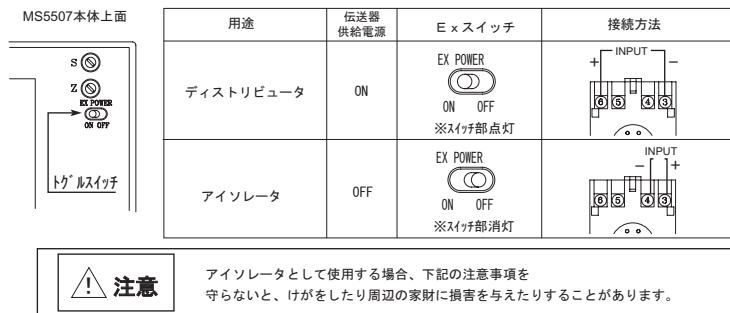 MS5507本体上面
S
Z
EX POWER
ON OFF
トグルスイッチ
用途
伝送器
供給電源
Exスイッチ
接続方法
ディストリビュータ
ON
EX POWER
ON OFF
※スイッチ部点灯
INPUT
+ −
⑥ ⑤ ④ ③
アイソレータ
OFF
EX POWER
ON OFF
※スイッチ部消灯
INPUT
− +
⑥ ⑤ ④ ③
! 注意
アイソレータとして使用する場合、下記の注意事項を
守らないと、けがをしたり周辺の家財に損害を与えたりすることがあります。